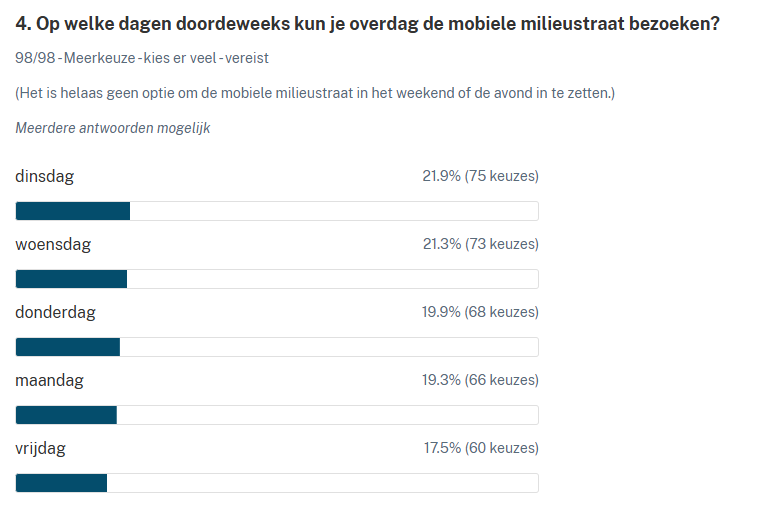 4. Op welke dagen doordeweeks kun je overdag de mobiele milieustraat bezoeken?
98/98 - Meerkeuze - kies er veel - vereist
(Het is helaas geen optie om de mobiele milieustraat in het weekend of de avond in te zetten.)
Meerdere antwoorden mogelijk
dinsdag 21.9% (75 keuzes)
woensdag 21.3% (73 keuzes)
donderdag 19.9% (68 keuzes)
maandag 19.3% (66 keuzes)
vrijdag 17.5% (60 keuzes)